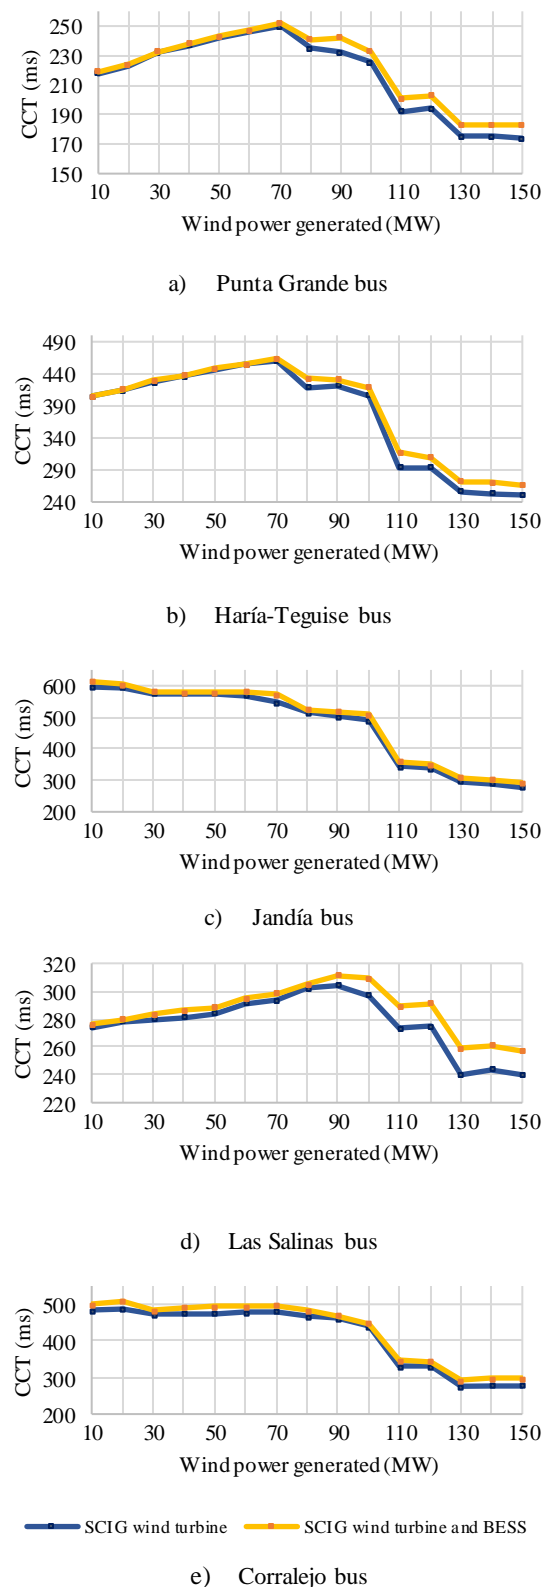 250
230
210
190
170
150
CCT (ms)
10 30 50 70 90 110 130 150
Wind power generated (MW)
a) Punta Grande bus
490
440
390
340
290
240
CCT (ms)
10 30 50 70 90 110 130 150
Wind power generated (MW)
b) Haría-Teguise bus
600
500
400
300
200
CCT (ms)
10 30 50 70 90 110 130 150
Wind power generated (MW)
c) Jandía bus
320
300
280
260
240
220
CCT (ms)
10 30 50 70 90 110 130 150
Wind power generated (MW)
d) Las Salinas bus
500
400
300
200
CCT (ms)
10 30 50 70 90 110 130 150
Wind power generated (MW)
SCIG wind turbine SCIG wind turbine and BESS
e) Corralejo bus